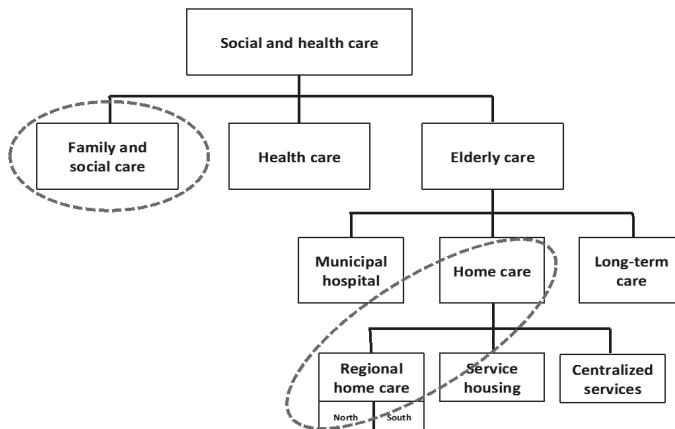 Social and health care
Family and
social care
Health care
Elderly care
Municipal
hospital
Home care
Long-term
care
Regional
home care
Service
housing
Centralized
services
North
South